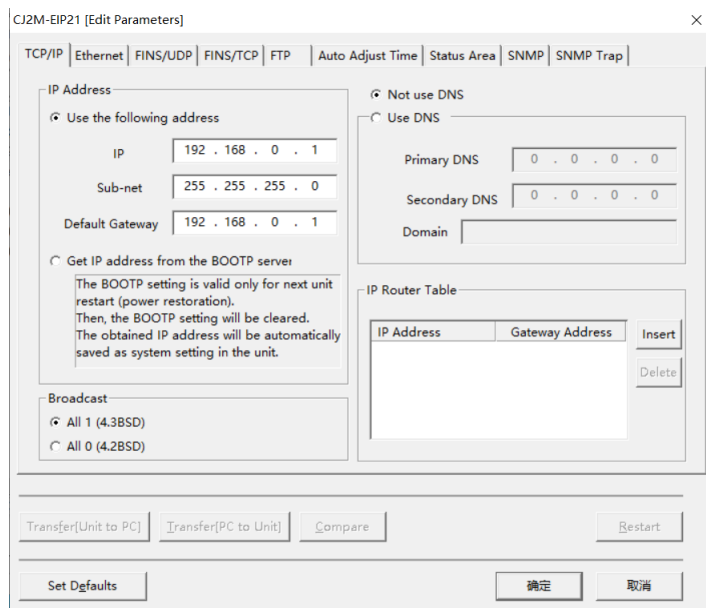 CJ2M-EIP21 [Edit Parameters]
TCP/IP Ethernet FINS/UDP FINS/TCP FTP Auto Adjust Time Status Area SNMP SNMP Trap
IP Address
Use the following address
IP 192 . 168 . 0 . 1
Sub-net 255 . 255 . 255 . 0
Default Gateway 192 . 168 . 0 . 1
Get IP address from the BOOTP server
The BOOTP setting is valid only for next unit
restart (power restoration).
Then, the BOOTP setting will be cleared.
The obtained IP address will be automatically
saved as system setting in the unit.
Broadcast
All 1 (4.3BSD)
All 0 (4.2BSD)
Not use DNS
Use DNS
Primary DNS 0 . 0 . 0 . 0
Secondary DNS 0 . 0 . 0 . 0
Domain
IP Router Table
IP Address Gateway Address
Insert
Delete
Transfer[Unit to PC] Transfer[PC to Unit] Compare Restart
Set Defaults 确定 取消